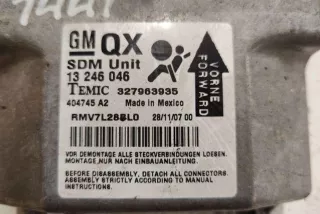 GM QX
SDM Unit
13 246 046
TEMIC 327963935
404745 A2 Made in Mexico
RMV7L288L0 28/11/07 00
VORNE
FORWARD
VOR DEMONTAGE ALLE STECKVERBINDUNGEN LOESEN.
MONTAGE NUR NACH EINBAUANLEITUNG.
BEFORE DISASSEMBLY, DETACH ALL CONNECTORS.
ASSEMBLY STRICTLY ACCORDING TO MANUAL
INSTRUCTIONS.